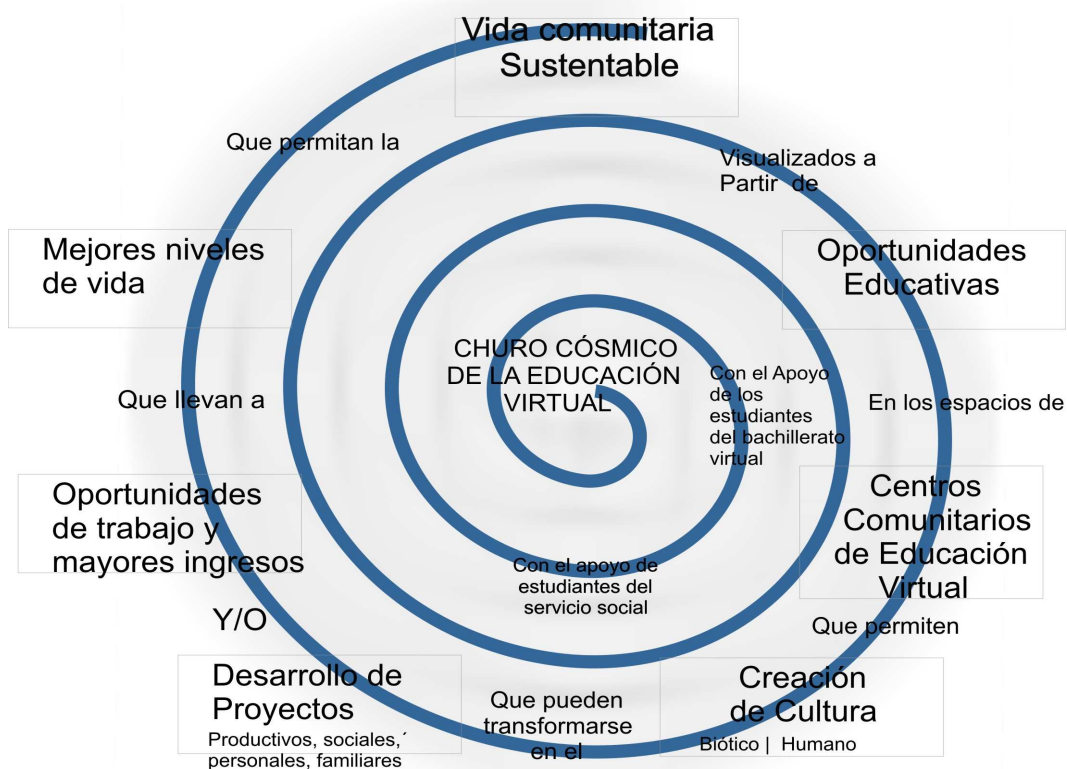 Vida comunitaria
Sustentable
Que permitan la
Visualizados a
Partir de
Mejores niveles
de vida
Oportunidades
Educativas
CHURO CÓSMICO
DE LA EDUCACIÓN
VIRTUAL
Con el Apoyo
de los
estudiantes
del bachillerato
virtual
Que llevan a
En los espacios de
Oportunidades
de trabajo y
mayores ingresos
Centros
Comunitarios
de Educación
Virtual
Con el apoyo de
estudiantes del
servicio social
Y/O
Que permiten
Desarrollo de
Proyectos
Productivos, sociales,´
personales, familiares
Que pueden
transformarse
en el
Creación
de Cultura
Biótico | Humano